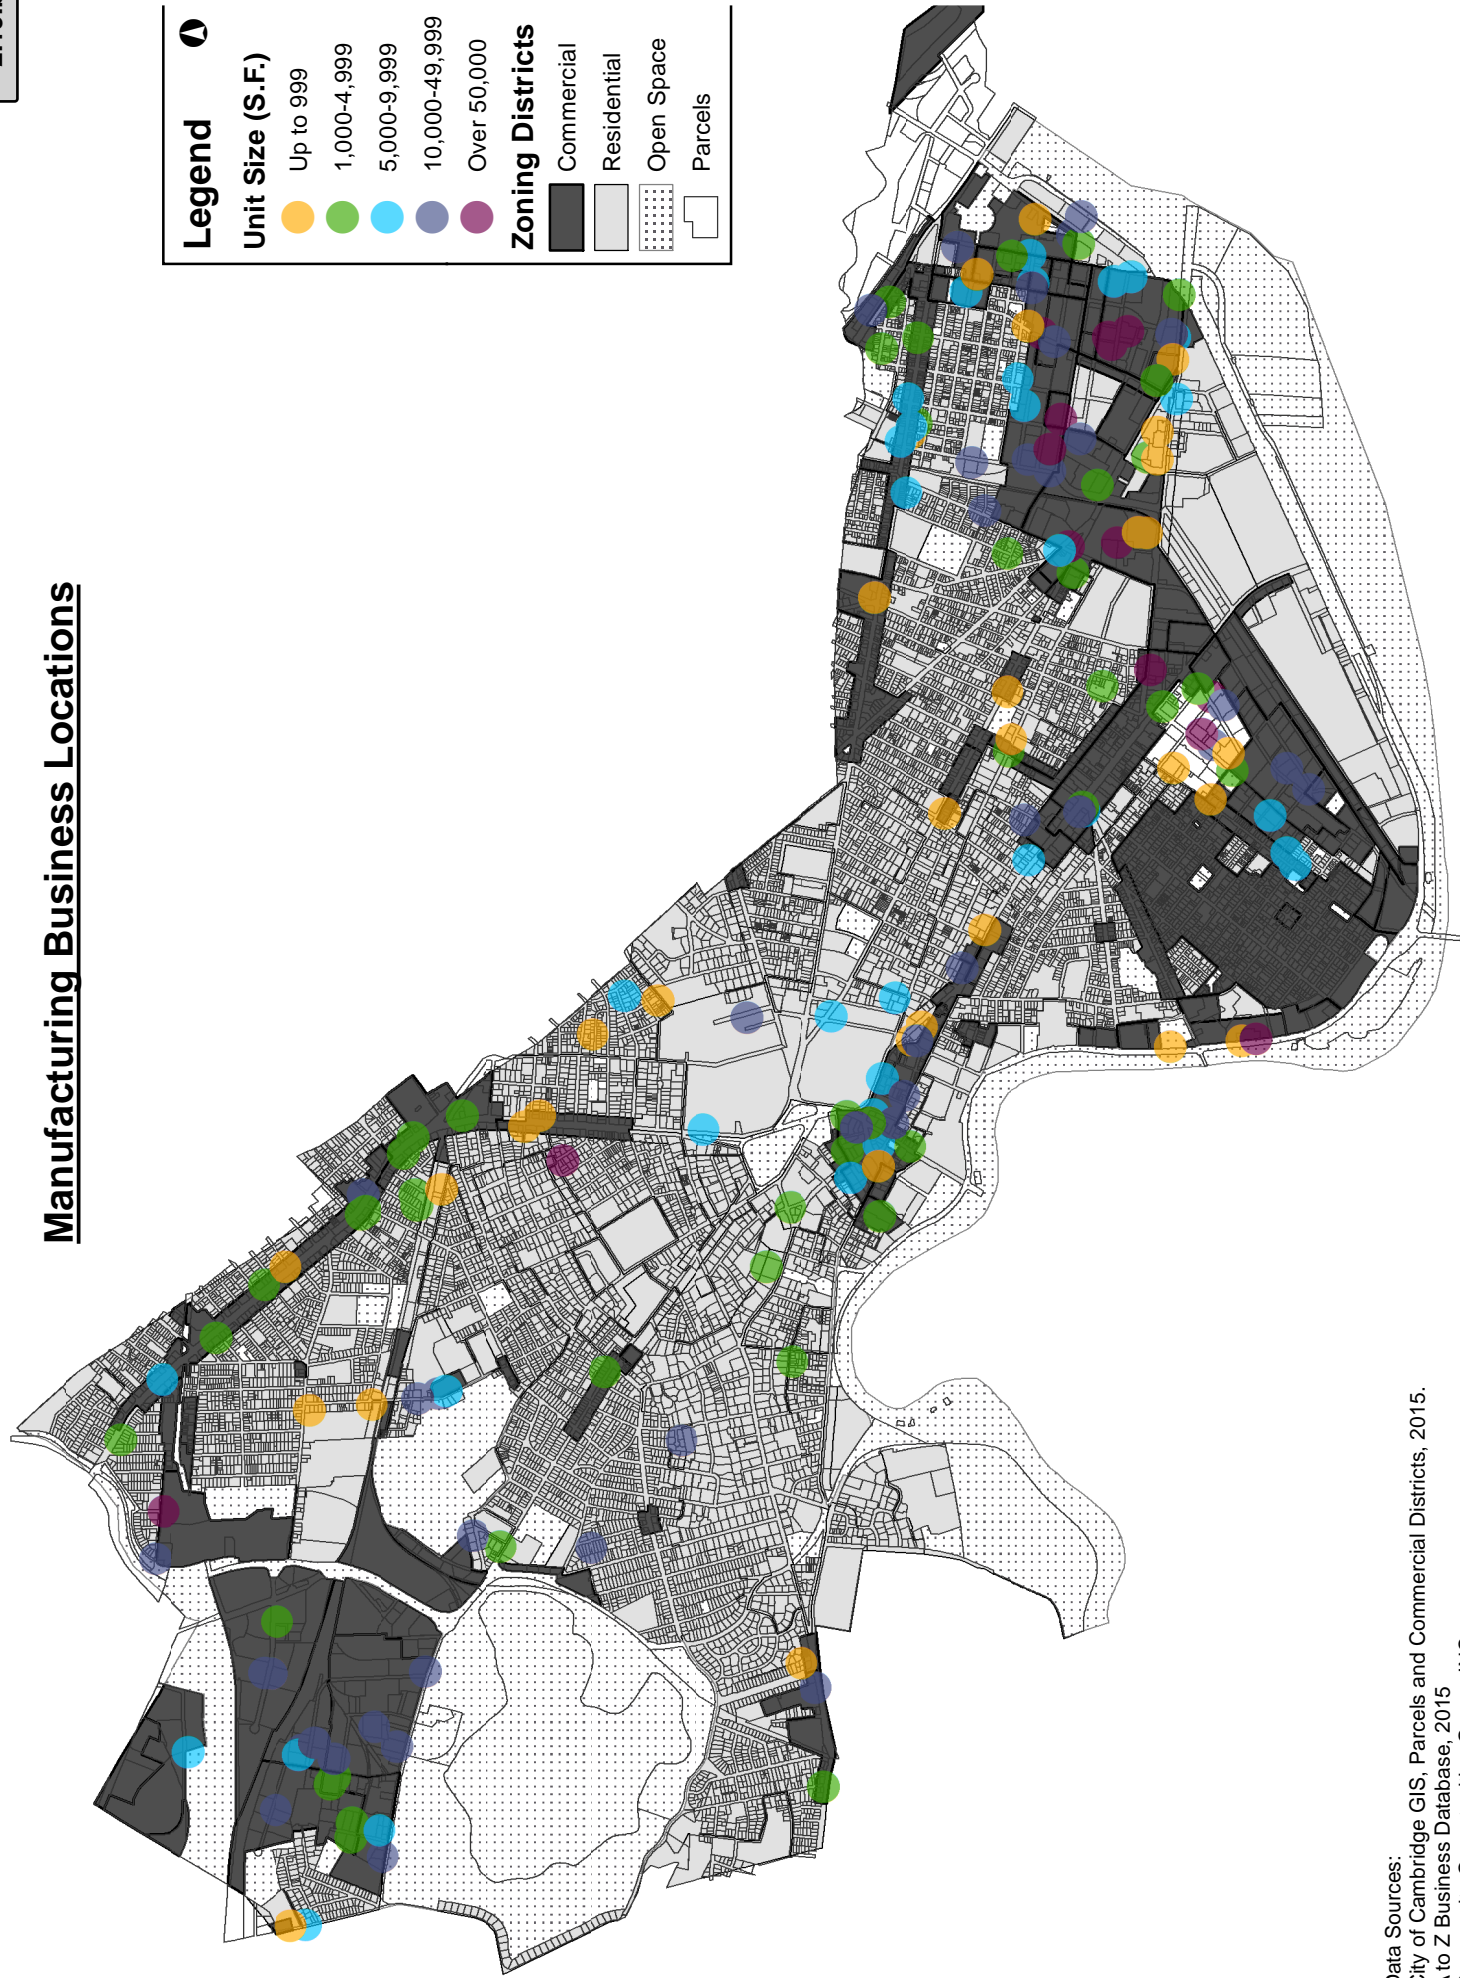 Manufacturing Business Locations
Legend
Unit Size (S.F.)
Up to 999
1,000-4,999
5,000-9,999
10,000-49,999
Over 50,000
Zoning Districts
Commercial
Residential
Open Space
Parcels
Data Sources:
City of Cambridge GIS, Parcels and Commercial Districts, 2015.
A to Z Business Database, 2015